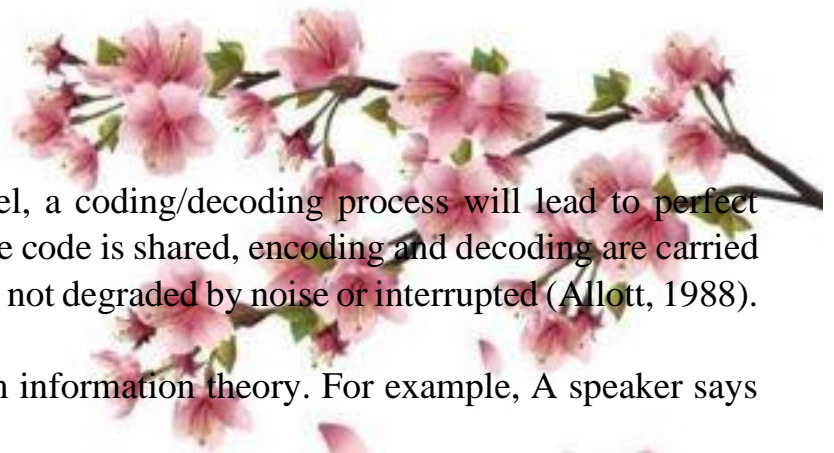 el, a coding/decoding process will lead to perfect
e code is shared, encoding and decoding are carried
not degraded by noise or interrupted (Allott, 1988).
n information theory. For example, A speaker says